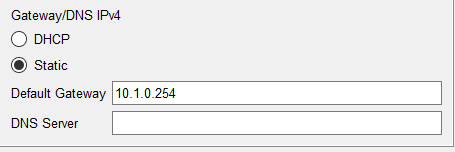 Gateway/DNS IPv4
DHCP
Static
Default Gateway 10.1.0.254
DNS Server